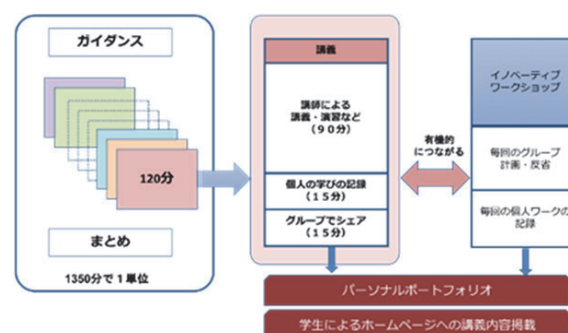 ガイダンス
120分
まとめ
1350分で1単位
講義
講師による
講義・演習など
(90分)
個人の学びの記録
(15分)
グループでシェア
(15分)
有機的
につながる
イノベーティブ
ワークショップ
毎回のグループ
計画・反省
毎回の個人ワークの
記録
パーソナルポートフォリオ
学生によるホームページへの講義内容掲載